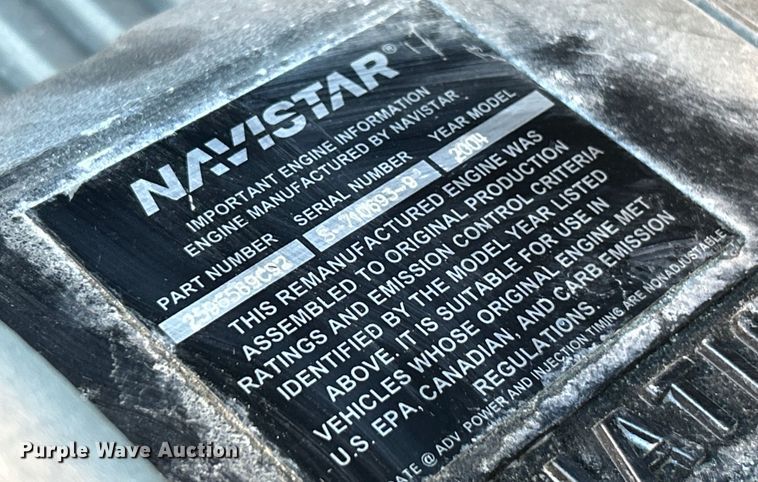 NAVISTAR®
IMPORTANT ENGINE INFORMATION
ENGINE MANUFACTURED BY NAVISTAR
PART NUMBER SERIAL NUMBER YEAR MODEL
2004
THIS REMANUFACTURED ENGINE WAS
ASSEMBLED TO ORIGINAL PRODUCTION
RATINGS AND EMISSION CONTROL CRITERIA
IDENTIFIED BY THE MODEL YEAR LISTED
ABOVE. IT IS SUITABLE FOR USE IN
VEHICLES WHOSE ORIGINAL ENGINE MET
U.S. EPA, CANADIAN, AND CARB EMISSION
REGULATIONS.
@ ADV. POWER AND INJECTION TIMING ARE NONADJUSTABLE
Purple Wave Auction